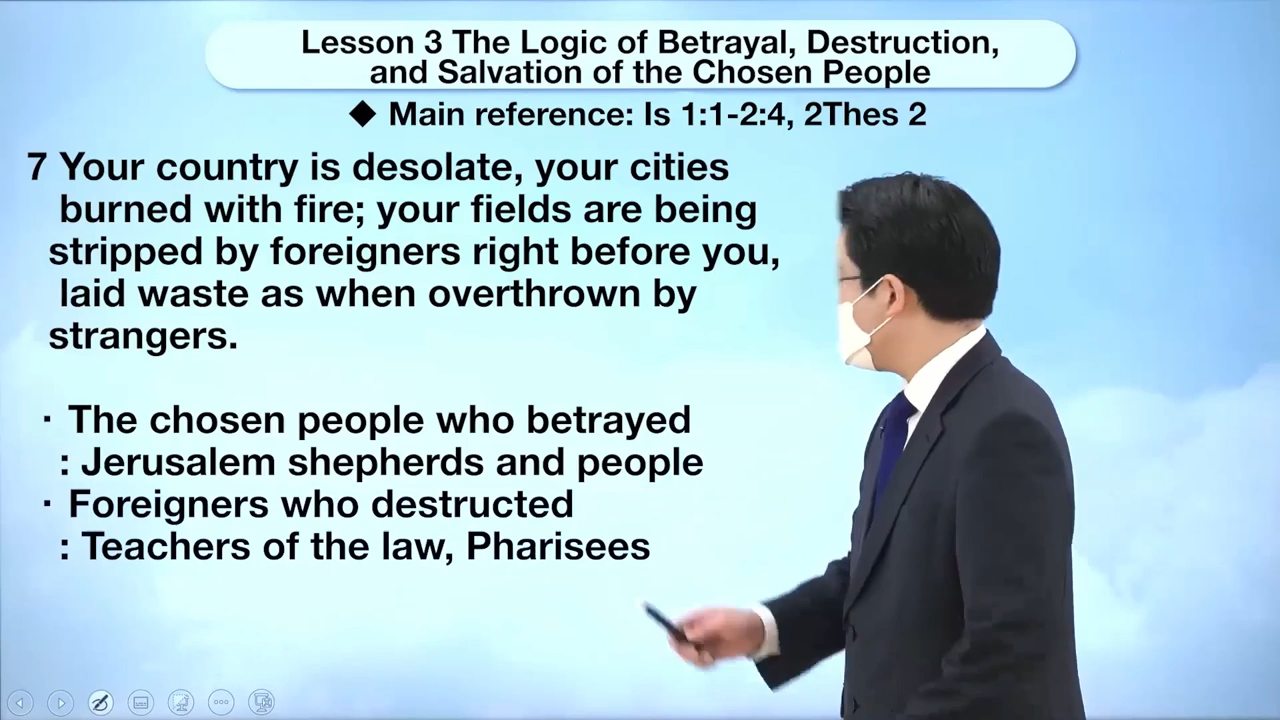 Lesson 3 The Logic of Betrayal, Destruction,
and Salvation of the Chosen People
◆ Main reference: Is 1:1-2:4, 2Thes 2
7 Your country is desolate, your cities
burned with fire; your fields are being
stripped by foreigners right before you,
laid waste as when overthrown by
strangers.
· The chosen people who betrayed
: Jerusalem shepherds and people
· Foreigners who destructed
: Teachers of the law, Pharisees